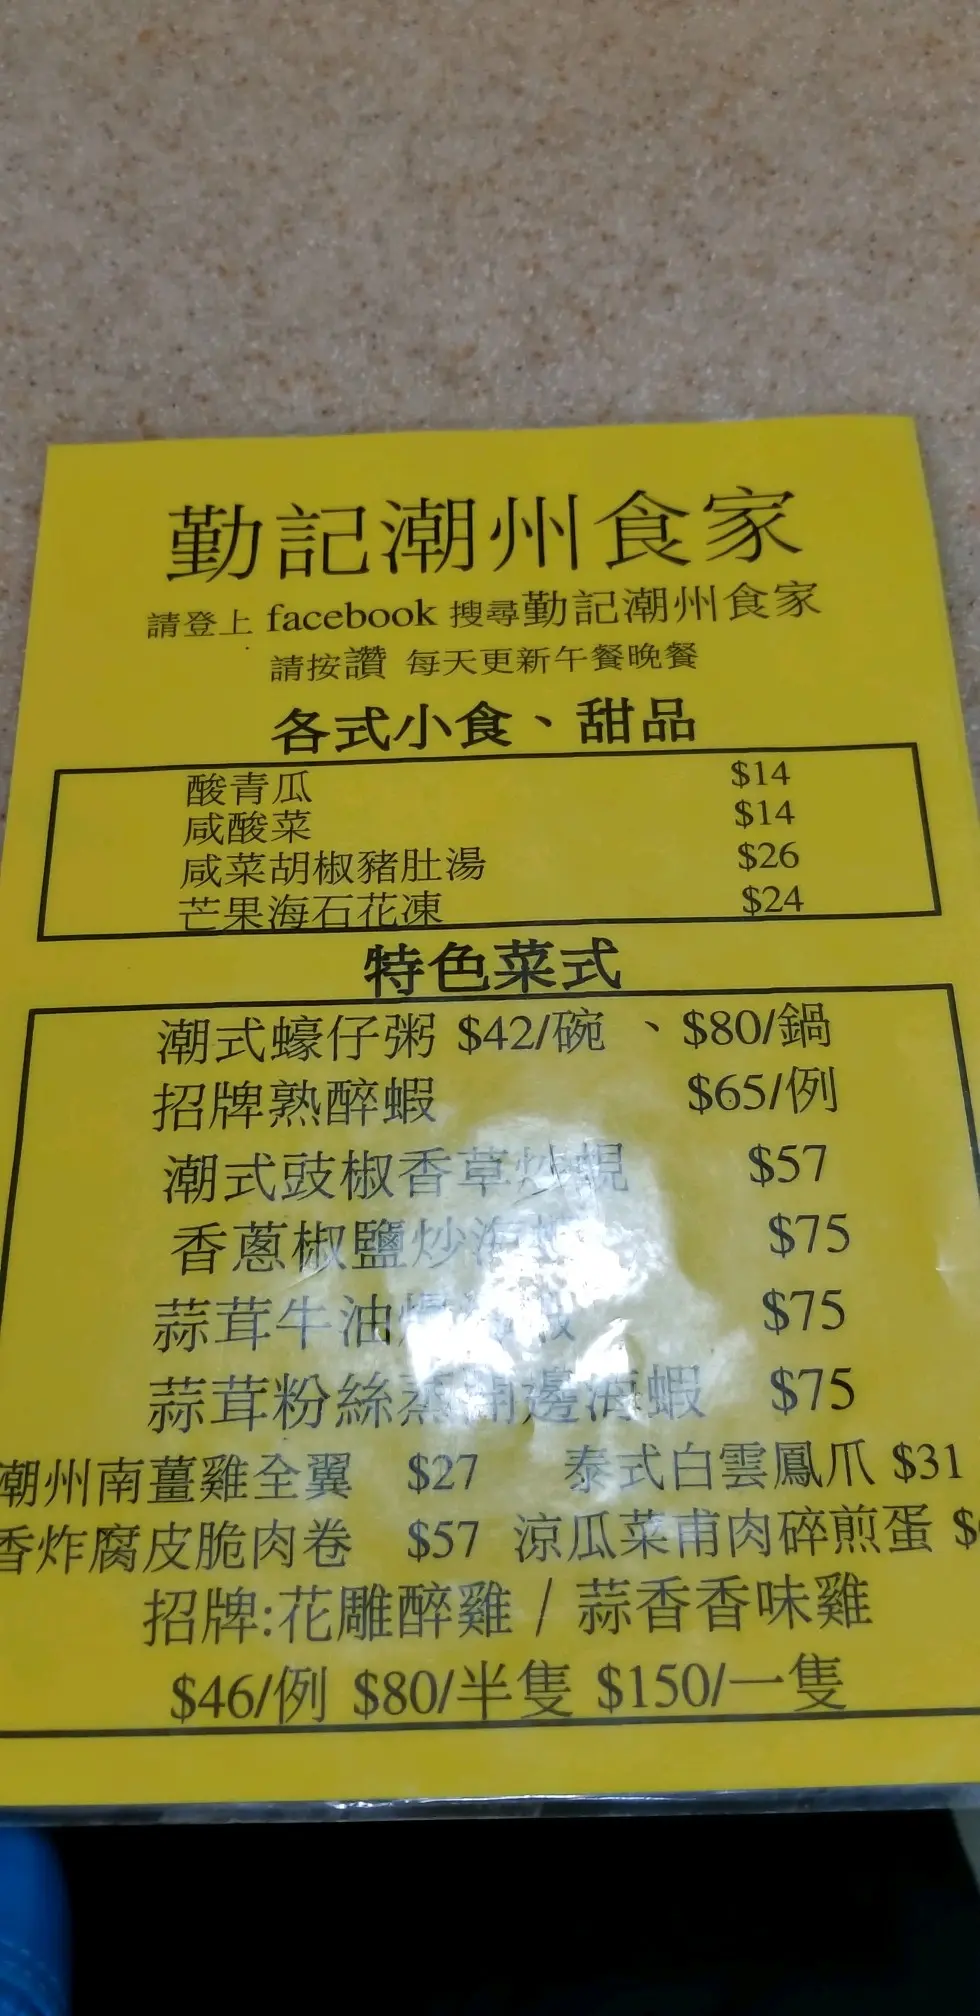 勤記潮州食家
請登上 facebook 搜尋勤記潮州食家
請按讚 每天更新午餐晚餐
各式小食、甜品
酸青瓜 $14
咸酸菜 $14
咸菜胡椒豬肚湯 $26
芒果海石花凍 $24
特色菜式
潮式蠔仔粥 $42/碗 、$80/鍋
招牌熟醉蝦 $65/例
潮式豉椒香草炒蜆 $57
香蔥椒鹽炒海 $75
蒜茸牛油 $75
蒜茸粉絲蒸開邊海蝦 $75
潮州南薑雞全翼 $27 泰式白雲鳳爪 $31
香炸腐皮脆肉卷 $57 涼瓜菜甫肉碎煎蛋 $
招牌:花雕醉雞 / 蒜香香味雞
$46/例 $80/半隻 $150/一隻